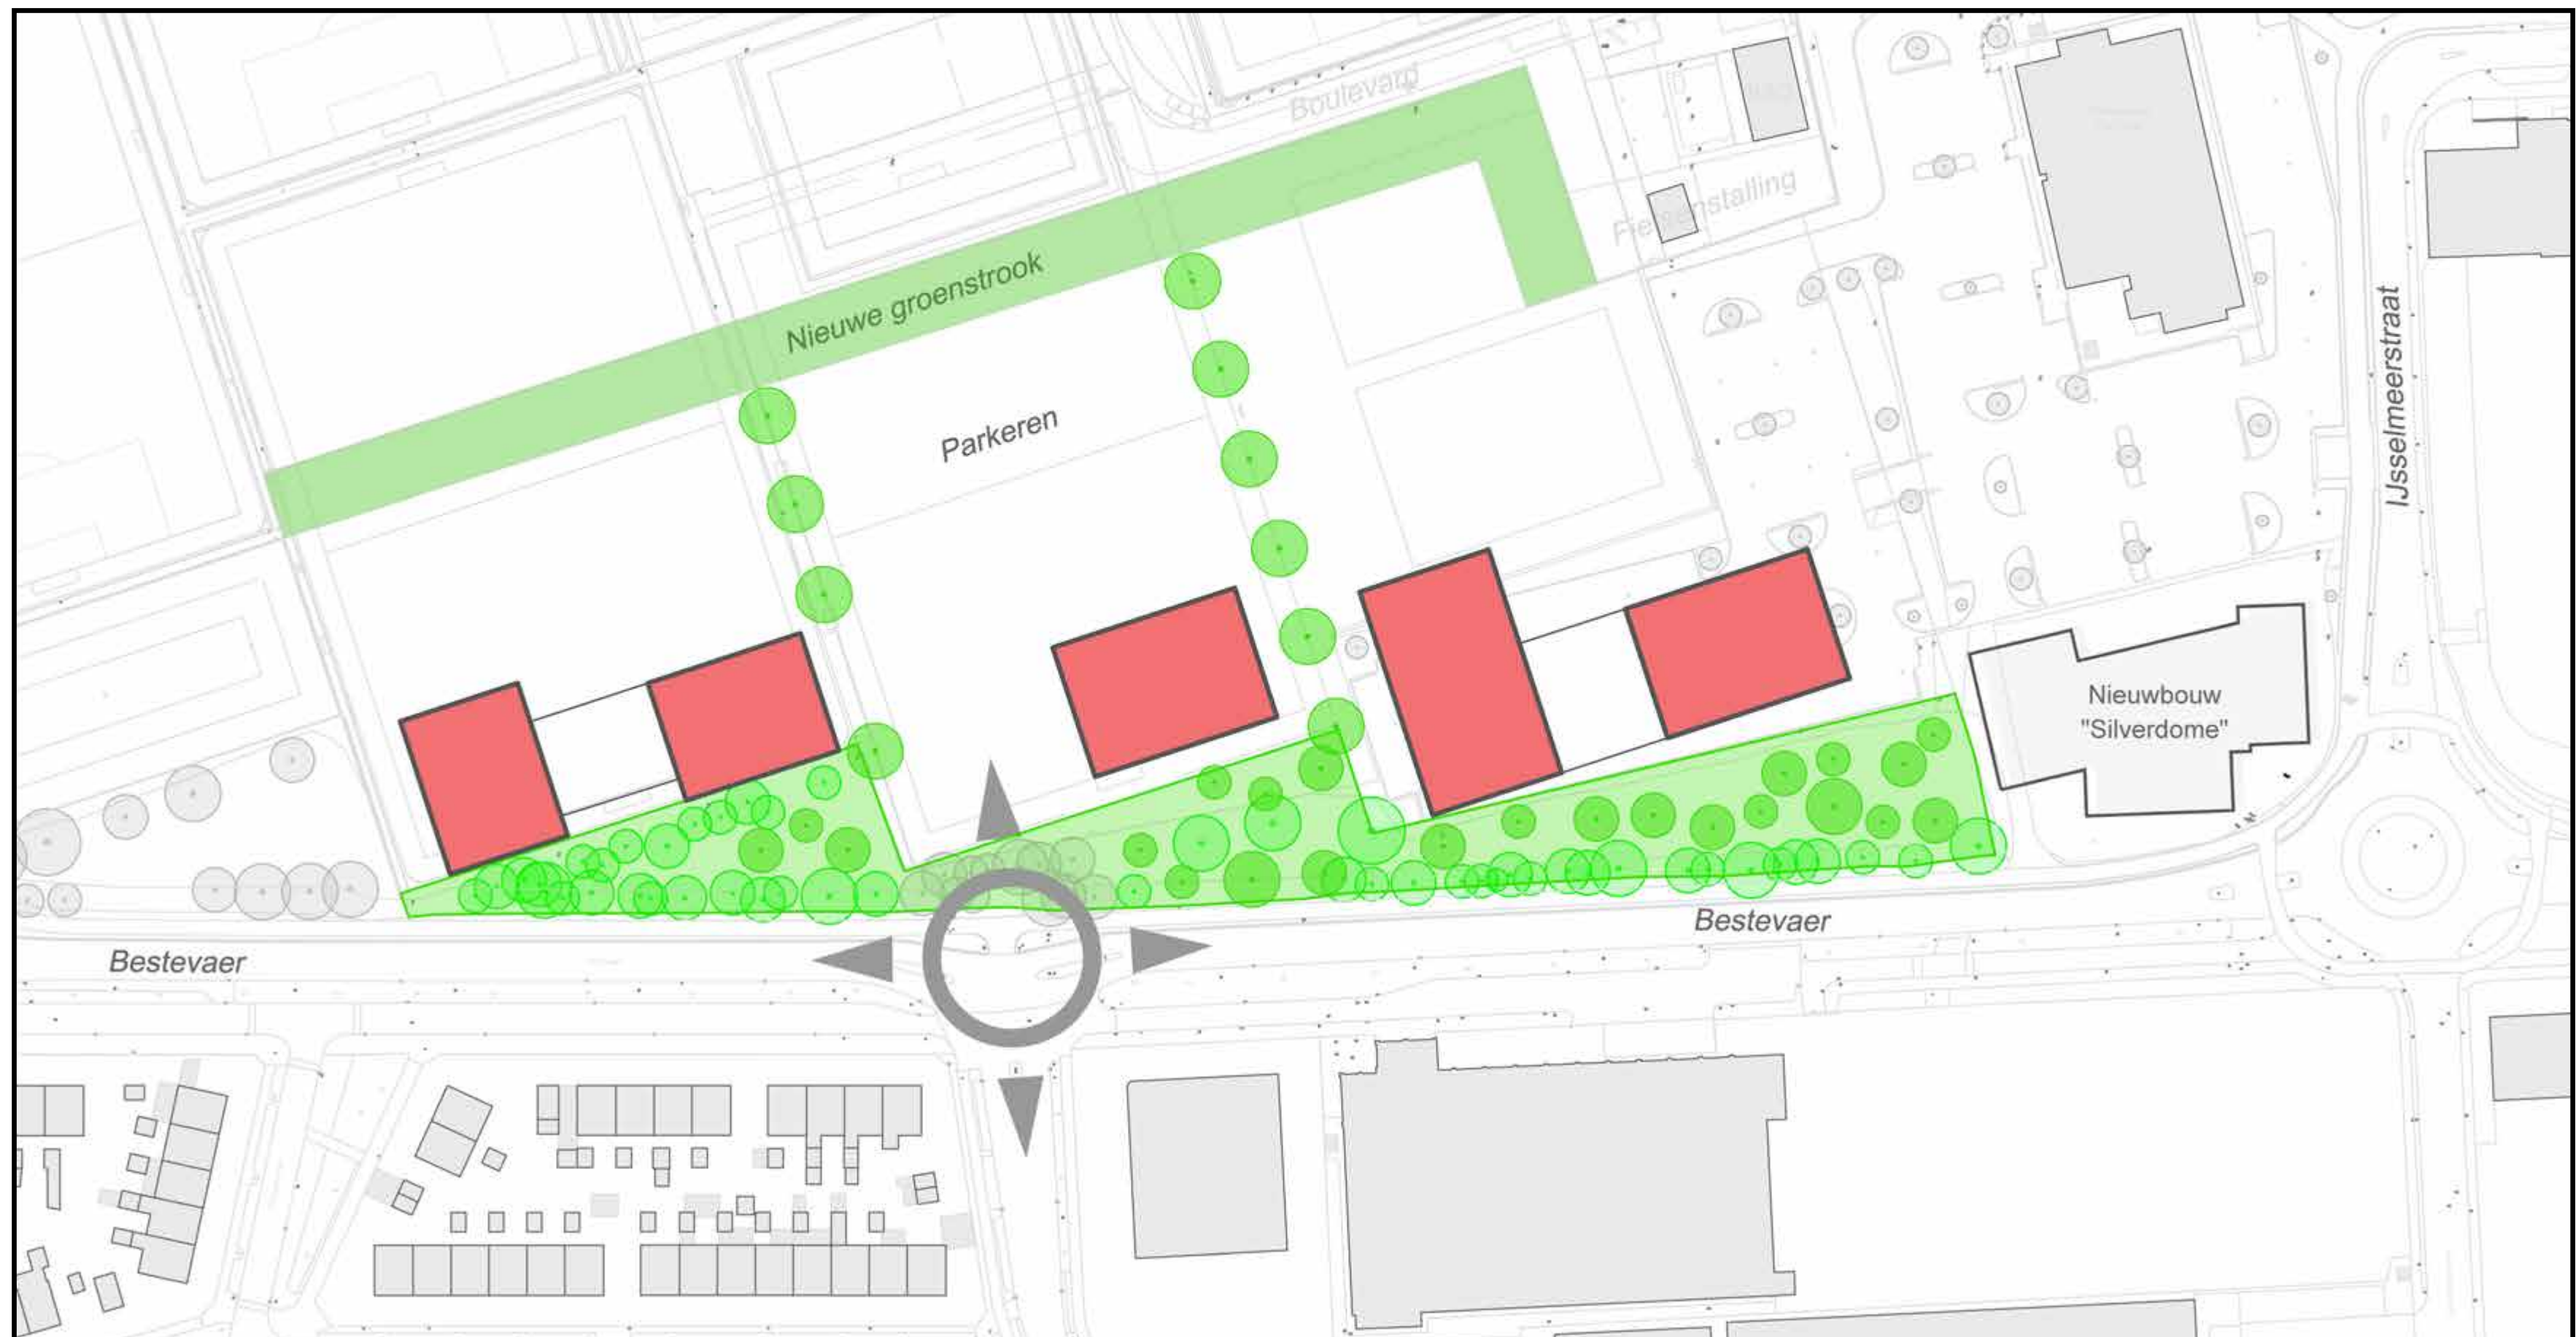 Boulevard
Fietsenstalling
Nieuwe groenstrook
Parkeren
IJsselmeerstraat
Nieuwbouw
"Silverdome"
Bestevaer
Bestevaer